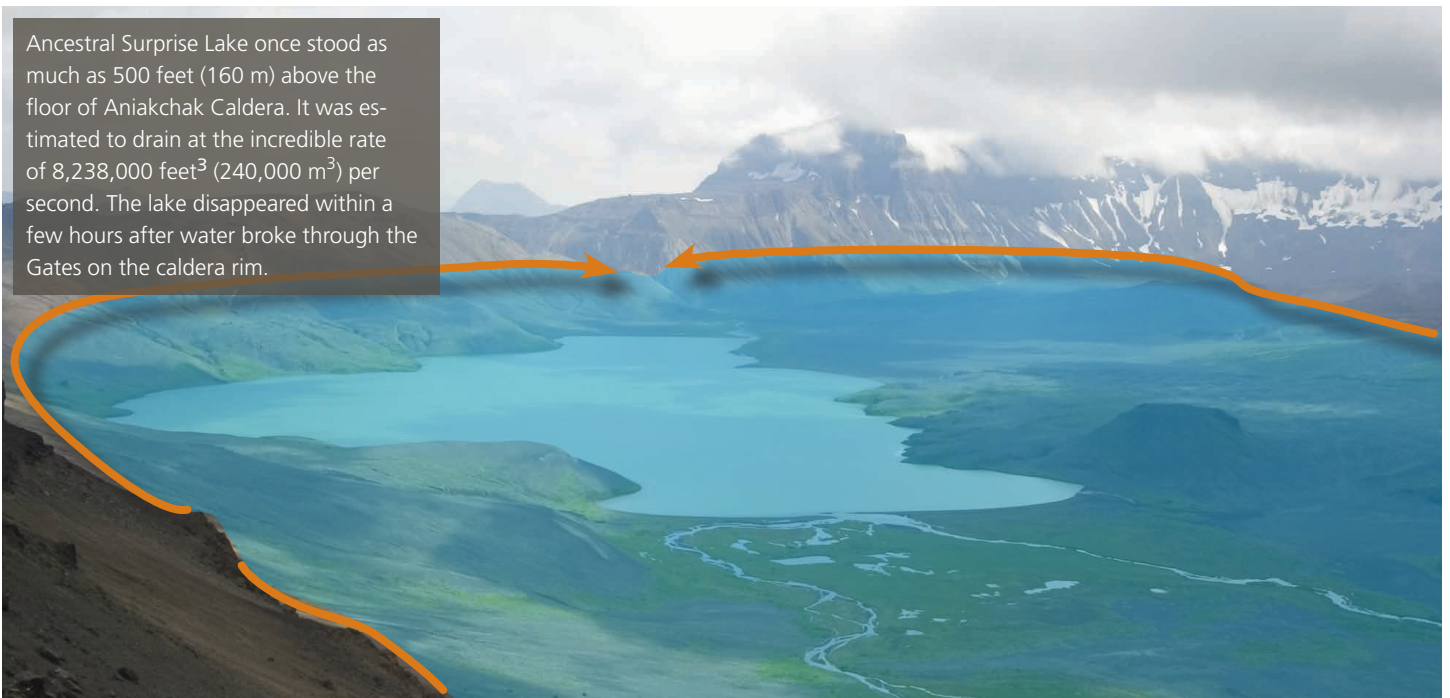 Ancestral Surprise Lake once stood as
much as 500 feet (160 m) above the
floor of Aniakchak Caldera. It was es-
timated to drain at the incredible rate
of 8,238,000 feet³ (240,000 m³) per
second. The lake disappeared within a
few hours after water broke through the
Gates on the caldera rim.